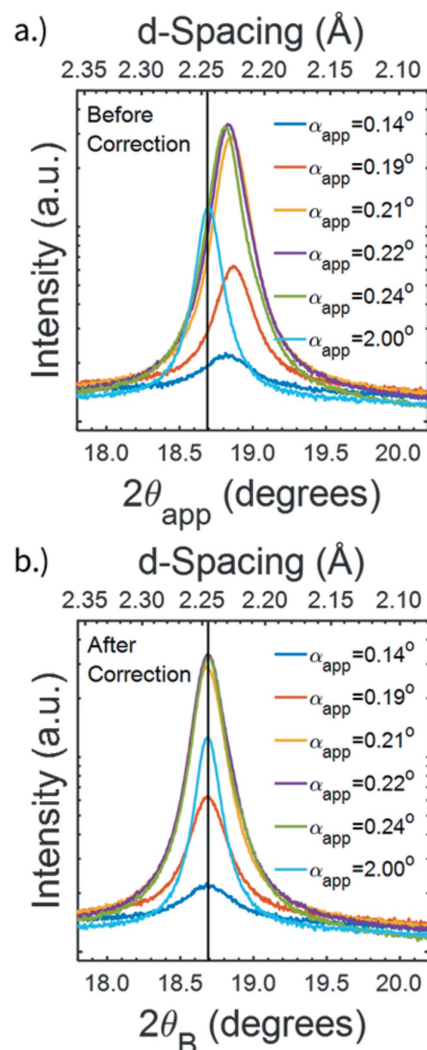 a.)
d-Spacing (Å)
2.35 2.30 2.25 2.20 2.15 2.10
Before
Correction
α_app=0.14°
α_app=0.19°
α_app=0.21°
α_app=0.22°
α_app=0.24°
α_app=2.00°
Intensity (a.u.)
18.0 18.5 19.0 19.5 20.0
2θ_app (degrees)
b.)
d-Spacing (Å)
2.35 2.30 2.25 2.20 2.15 2.10
After
Correction
α_app=0.14°
α_app=0.19°
α_app=0.21°
α_app=0.22°
α_app=0.24°
α_app=2.00°
Intensity (a.u.)
18.0 18.5 19.0 19.5 20.0
2θ_B (degrees)